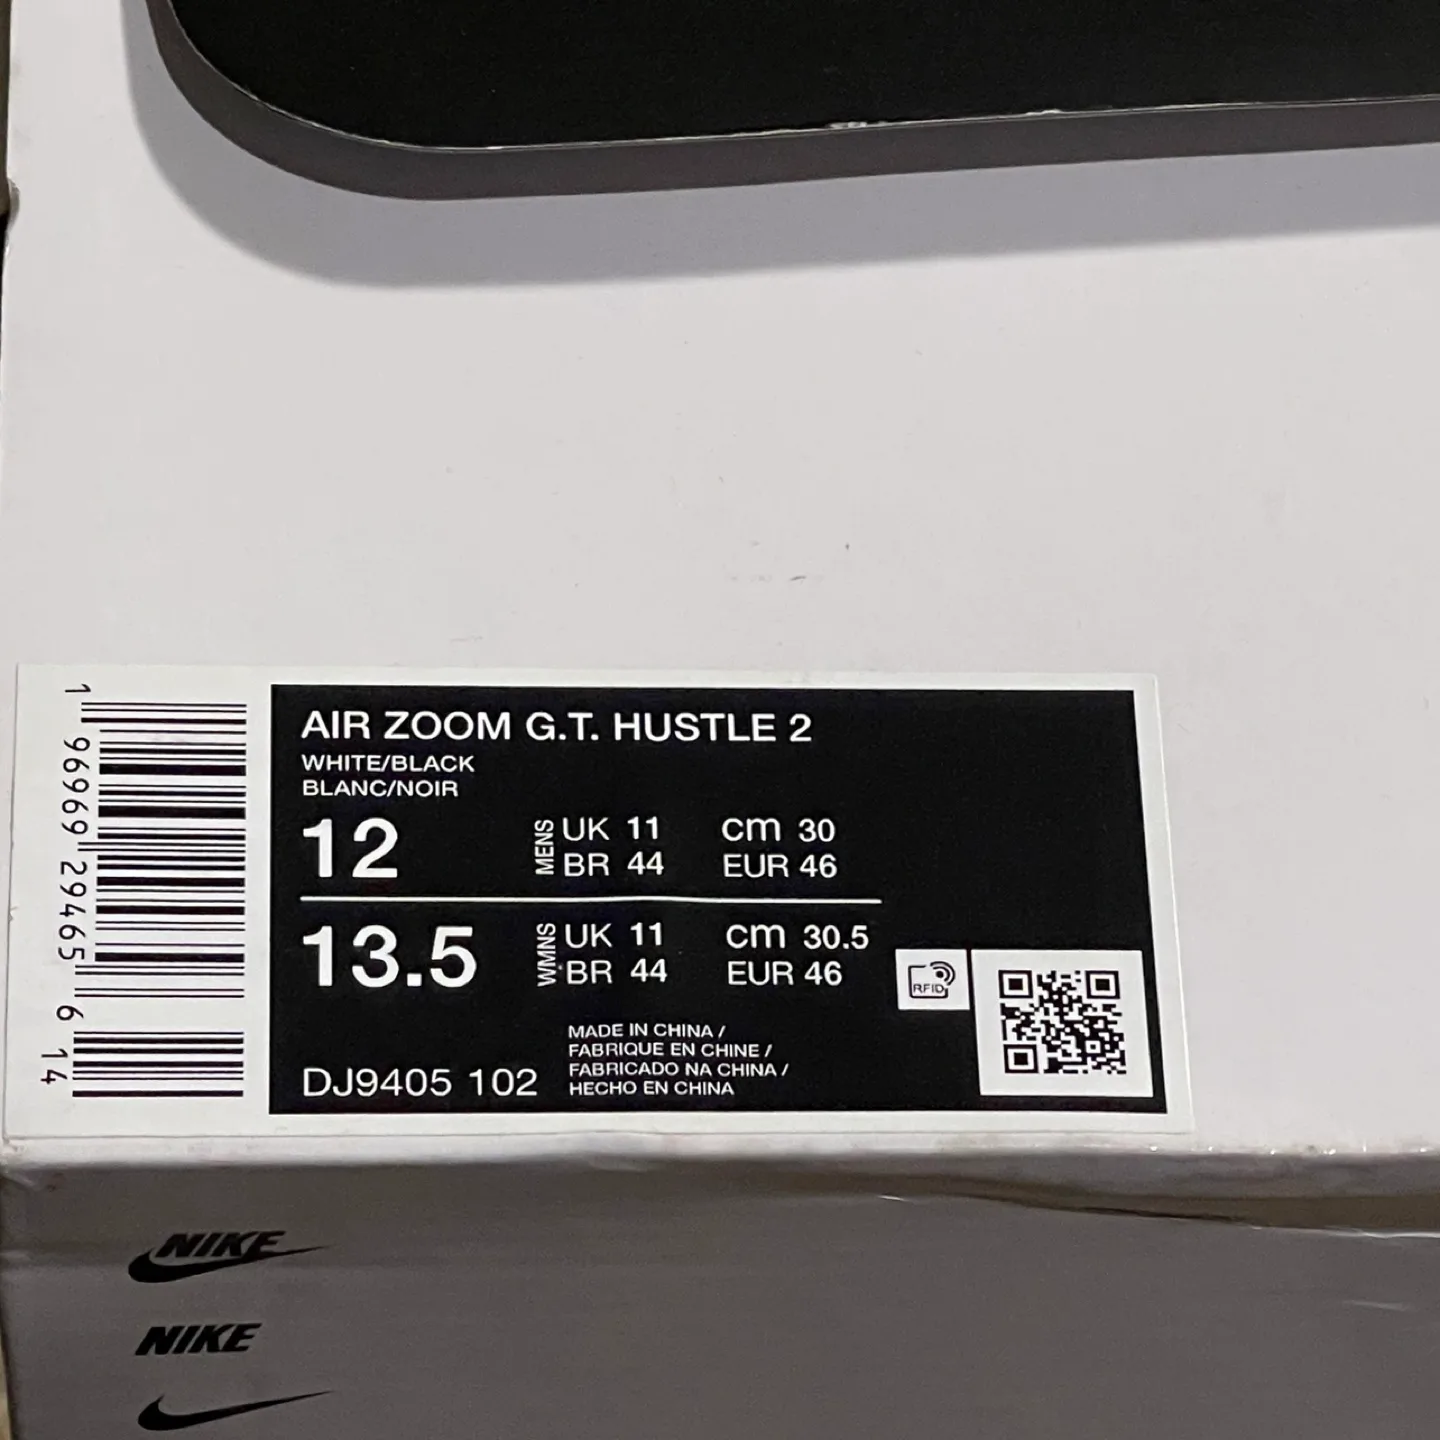 AIR ZOOM G.T. HUSTLE 2
WHITE/BLACK
BLANC/NOIR
12 MENS UK 11 cm 30
BR 44 EUR 46
13.5 WMNS UK 11 cm 30.5
BR 44 EUR 46
RFID
DJ9405 102
MADE IN CHINA /
FABRIQUE EN CHINE /
FABRICADO NA CHINA /
HECHO EN CHINA
1 96969 29465 6 14
NIKE
NIKE